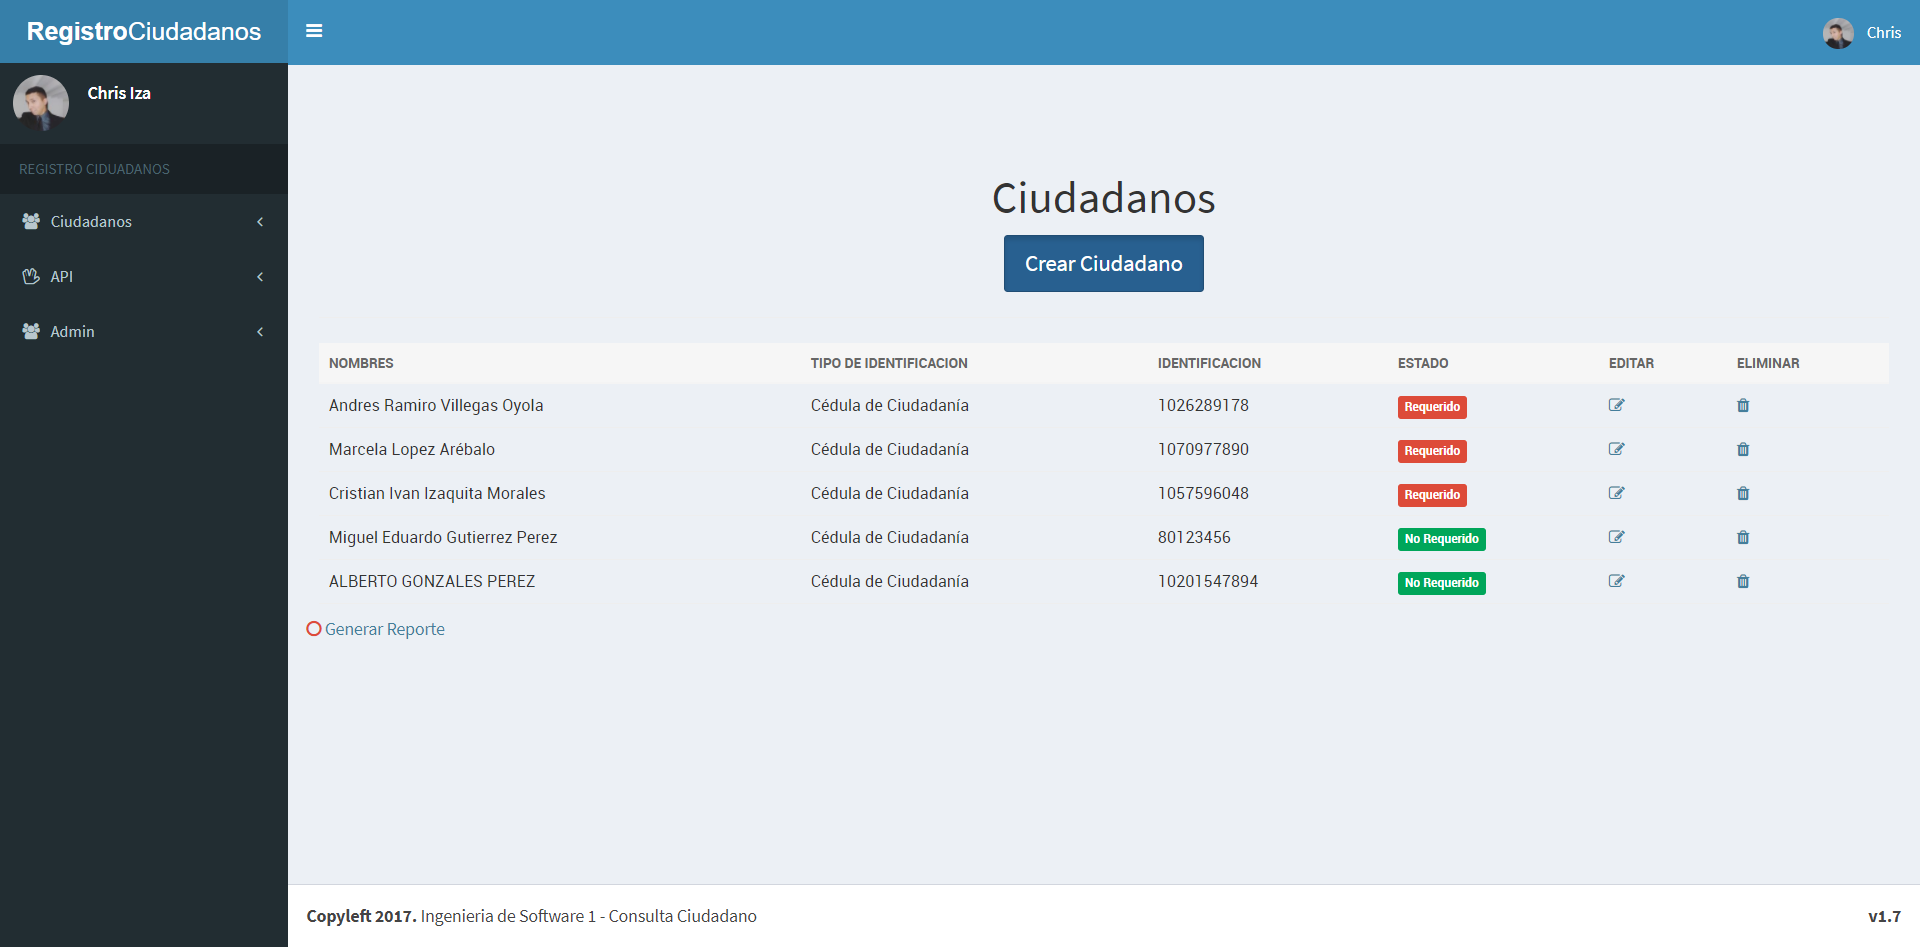 RegistroCiudadanos
Chris
Chris Iza
REGISTRO CIDUADANOS
Ciudadanos
API
Admin
Ciudadanos
Crear Ciudadano
NOMBRES TIPO DE IDENTIFICACION IDENTIFICACION ESTADO EDITAR ELIMINAR
Andres Ramiro Villegas Oyola Cédula de Ciudadanía 1026289178 Requerido
Marcela Lopez Arébalo Cédula de Ciudadanía 1070977890 Requerido
Cristian Ivan Izaquita Morales Cédula de Ciudadanía 1057596048 Requerido
Miguel Eduardo Gutierrez Perez Cédula de Ciudadanía 80123456 No Requerido
ALBERTO GONZALES PEREZ Cédula de Ciudadanía 10201547894 No Requerido
Generar Reporte
Copyleft 2017. Ingenieria de Software 1 - Consulta Ciudadano v1.7